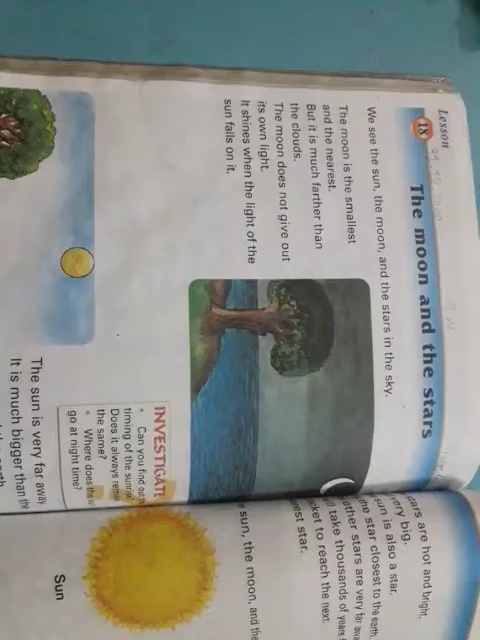 Lesson
18
The moon and the stars
We see the sun, the moon, and the stars in the sky.
The moon is the smallest
and the nearest.
But it is much farther than
the clouds.
The moon does not give out
its own light.
It shines when the light of the
sun falls on it.
INVESTIGATE
• Can you find out
timing of the
Does it always
the same?
• Where does the
go at night time?
The sun is very far away
It is much bigger than the
are hot and bright,
very big.
sun is also a star.
the star closest to the earth
other stars are very far
take thousands of years
to reach the next
sun, the moon, and the
Sun